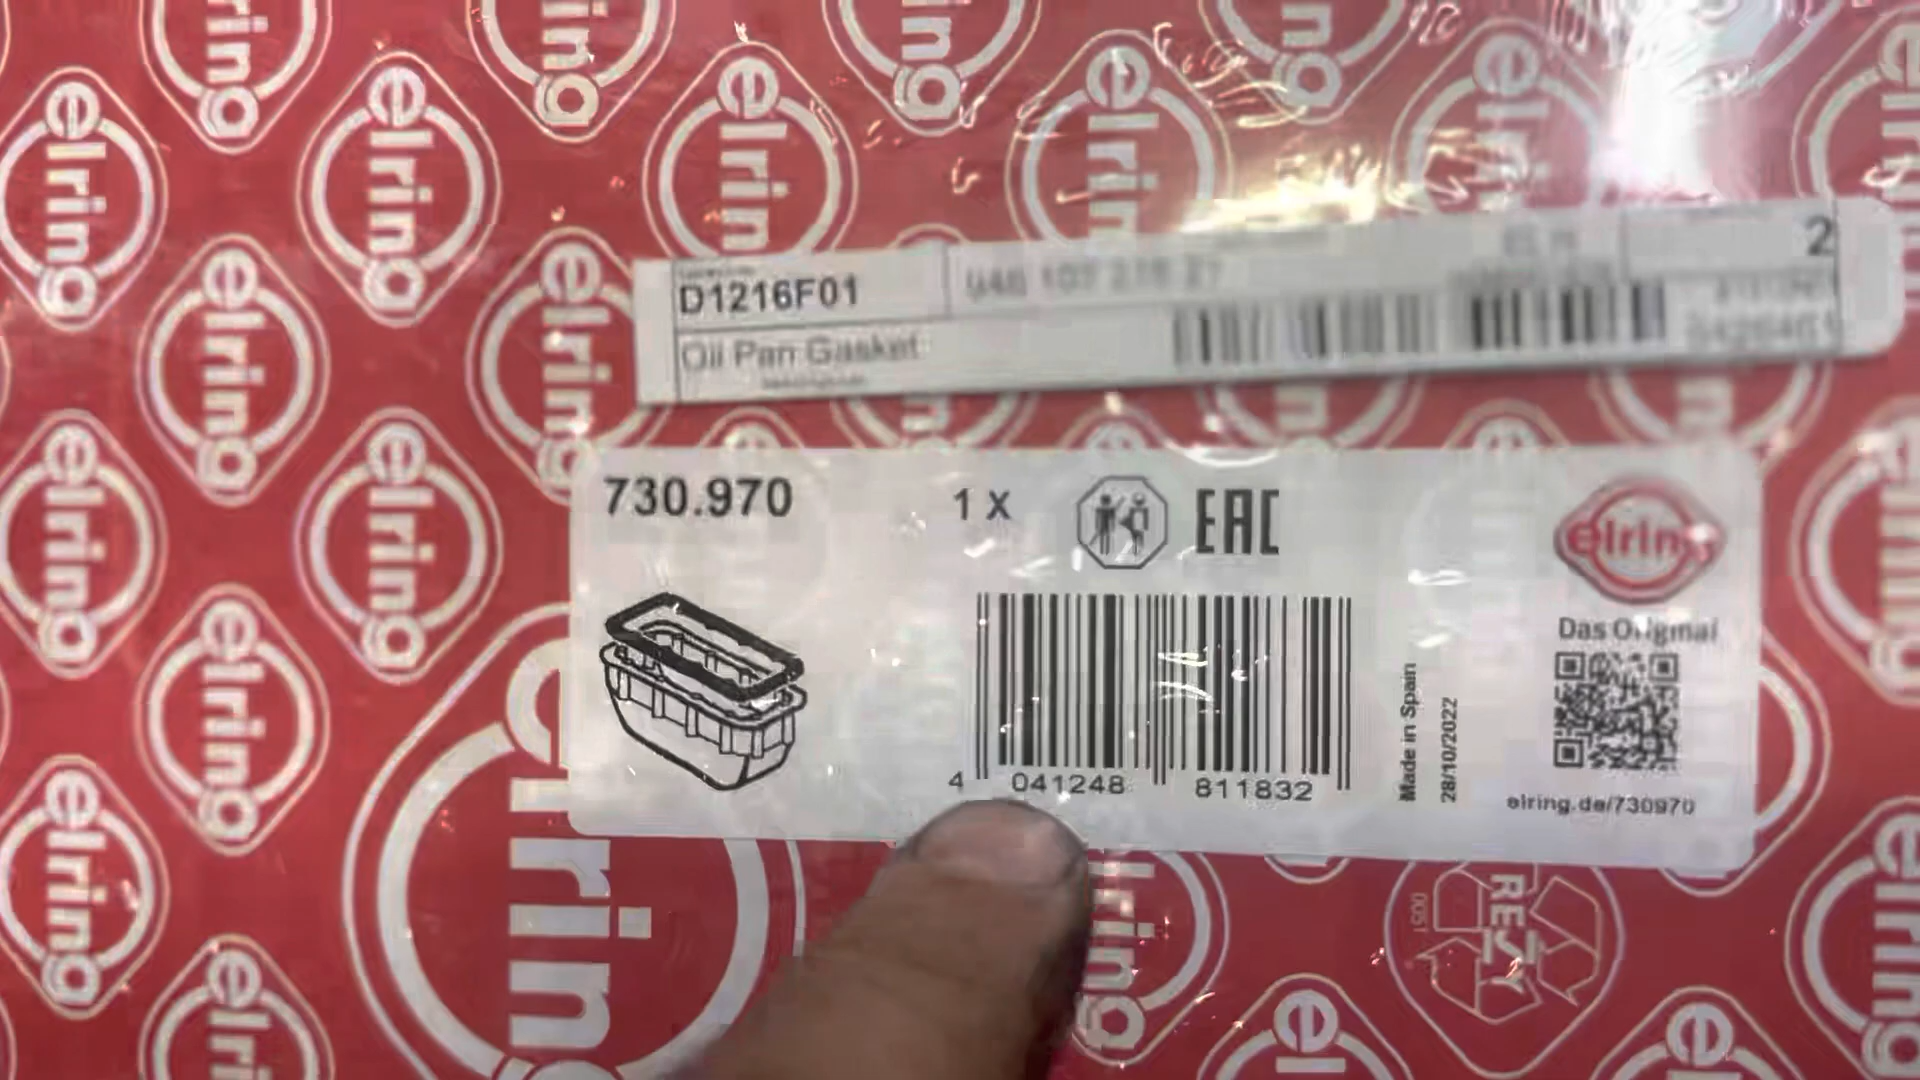 D1216F01
2
Oil Pan Gasket
730.970
1 X
EAC
elring
Das Original
4 041248 811832
Made in Spain
28/10/2022
elring.de/730970
elring
RESY